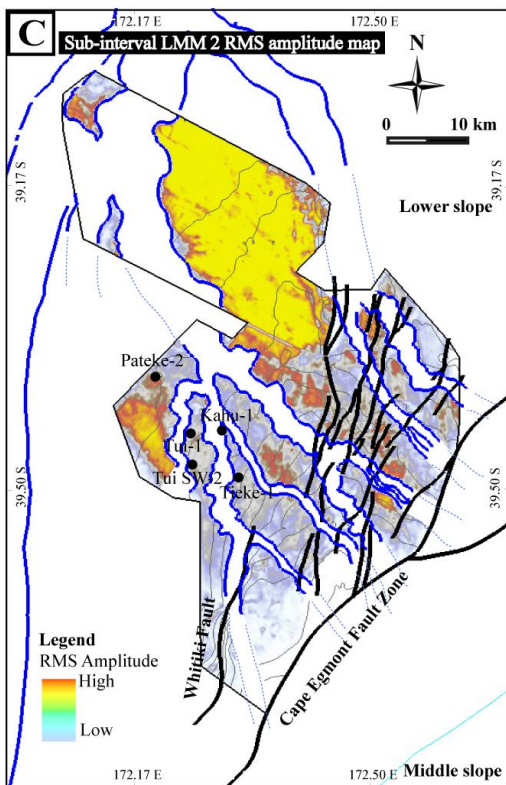 C
Sub-interval LMM 2 RMS amplitude map
172.17 E
172.50 E
N
0
10 km
39.17 S
39.17 S
Lower slope
Pateke-2
Kahu-1
Tui-1
Tui SW-2
Tieke-1
39.50 S
39.50 S
Whitiki Fault
Cape Egmont Fault Zone
Legend
RMS Amplitude
High
Low
172.17 E
172.50 E
Middle slope